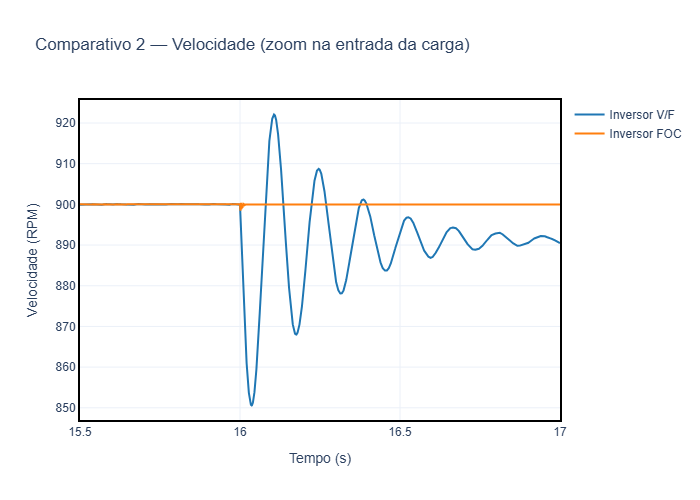 Comparativo 2 — Velocidade (zoom na entrada da carga)
Inversor V/F
Inversor FOC
Velocidade (RPM)
920
910
900
890
880
870
860
850
15.5
16
16.5
17
Tempo (s)